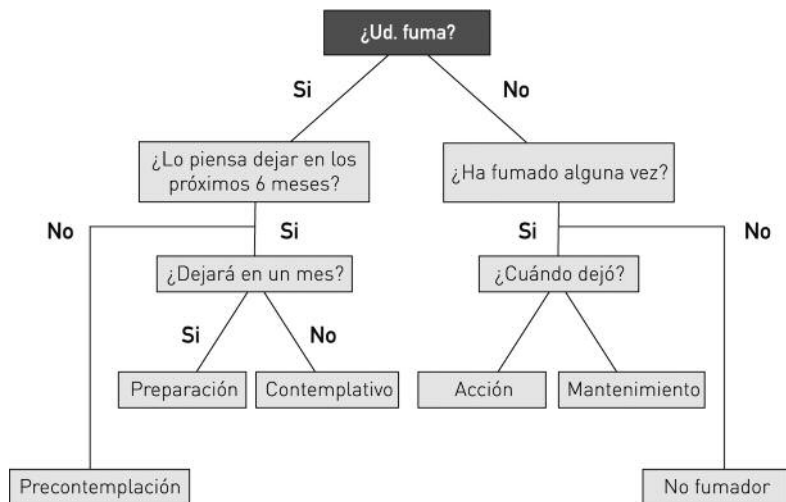 ¿Ud. fuma?
Si
No
¿Lo piensa dejar en los
próximos 6 meses?
¿Ha fumado alguna vez?
No
Si
Si
No
¿Dejará en un mes?
¿Cuándo dejó?
Si
No
Preparación
Contemplativo
Acción
Mantenimiento
Precontemplación
No fumador